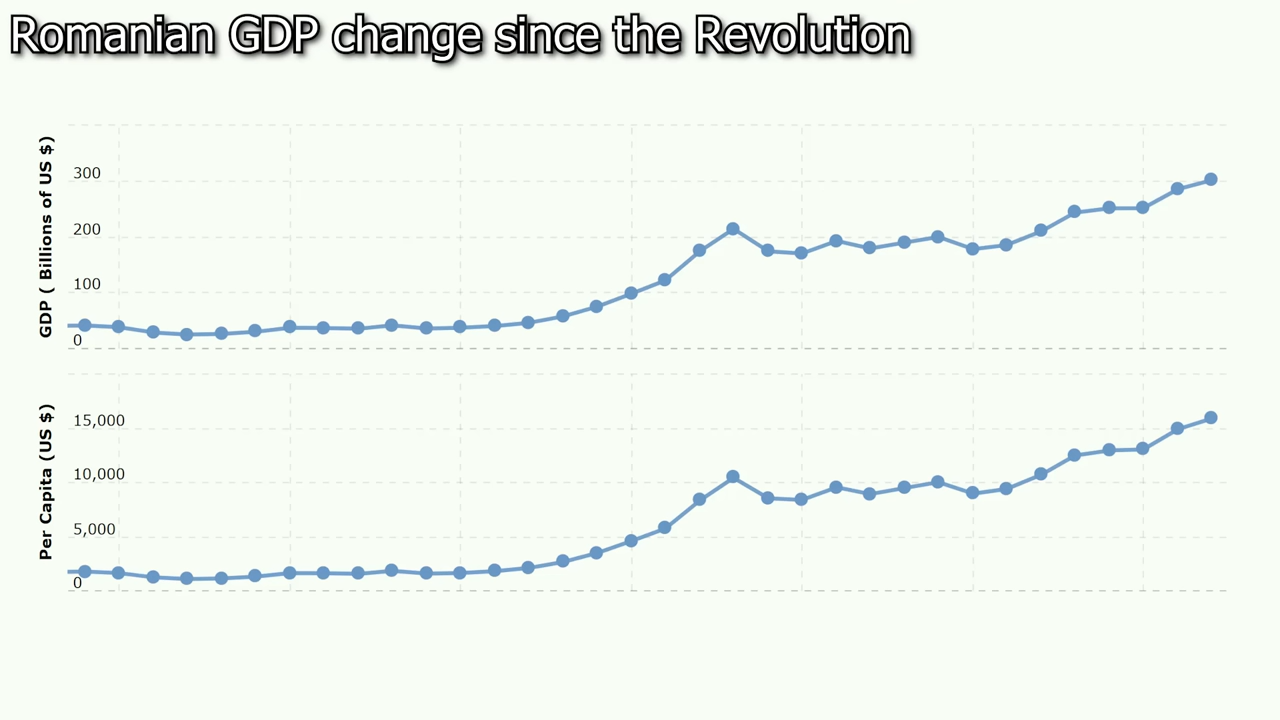 Romanian GDP change since the Revolution
GDP ( Billions of US $)
300
200
100
0
Per Capita (US $)
15,000
10,000
5,000
0